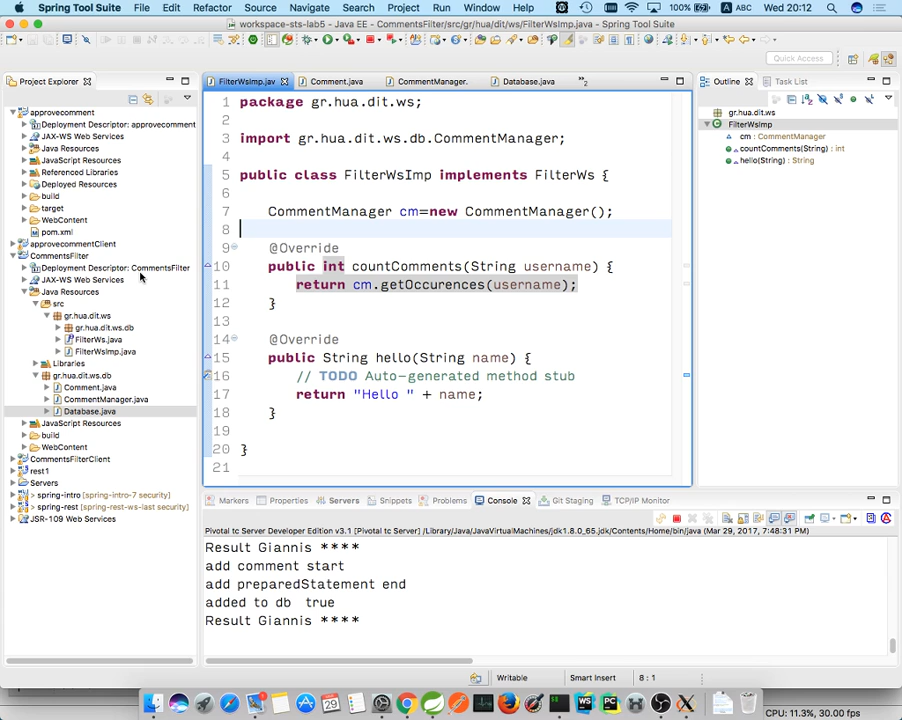 Spring Tool Suite File Edit Refactor Source Navigate Search Project Run Window Help 100% ABC Wed 20:12
workspace-sts-lab5 - Java EE - CommentsFilter/src/gr/hua/dit/ws/FilterWsImp.java - Spring Tool Suite
Quick Access
Project Explorer
approvecomment
Deployment Descriptor: approvecomment
JAX-WS Web Services
Java Resources
JavaScript Resources
Referenced Libraries
Deployed Resources
build
target
WebContent
pom.xml
approvecommentClient
CommentsFilter
Deployment Descriptor: CommentsFilter
JAX-WS Web Services
Java Resources
src
gr.hua.dit.ws
gr.hua.dit.ws.db
FilterWs.java
FilterWsImp.java
Libraries
gr.hua.dit.ws.db
Comment.java
CommentManager.java
Database.java
JavaScript Resources
build
WebContent
CommentsFilterClient
rest1
Servers
> spring-intro [spring-intro-7 security]
> spring-rest [spring-rest-ws-last security]
JSR-109 Web Services
FilterWsImp.jav Comment.java CommentManager. Database.java »2
1 package gr.hua.dit.ws;
2
3 import gr.hua.dit.ws.db.CommentManager;
4
5 public class FilterWsImp implements FilterWs {
6
7 CommentManager cm=new CommentManager();
8
9 @Override
10 public int countComments(String username) {
11 return cm.getOccurences(username);
12 }
13
14 @Override
15 public String hello(String name) {
16 // TODO Auto-generated method stub
17 return "Hello " + name;
18 }
19
20 }
21
Outline Task List
gr.hua.dit.ws
FilterWsImp
cm : CommentManager
countComments(String) : int
hello(String) : String
Markers Properties Servers Snippets Problems Console Git Staging TCP/IP Monitor
Pivotal tc Server Developer Edition v3.1 [Pivotal tc Server] /Library/Java/JavaVirtualMachines/jdk1.8.0_65.jdk/Contents/Home/bin/java (Mar 29, 2017, 7:48:31 PM)
Result Giannis ****
add comment start
add preparedStatement end
added to db true
Result Giannis ****
Writable Smart Insert 8 : 1
CPU: 11.3%, 30.00 fps